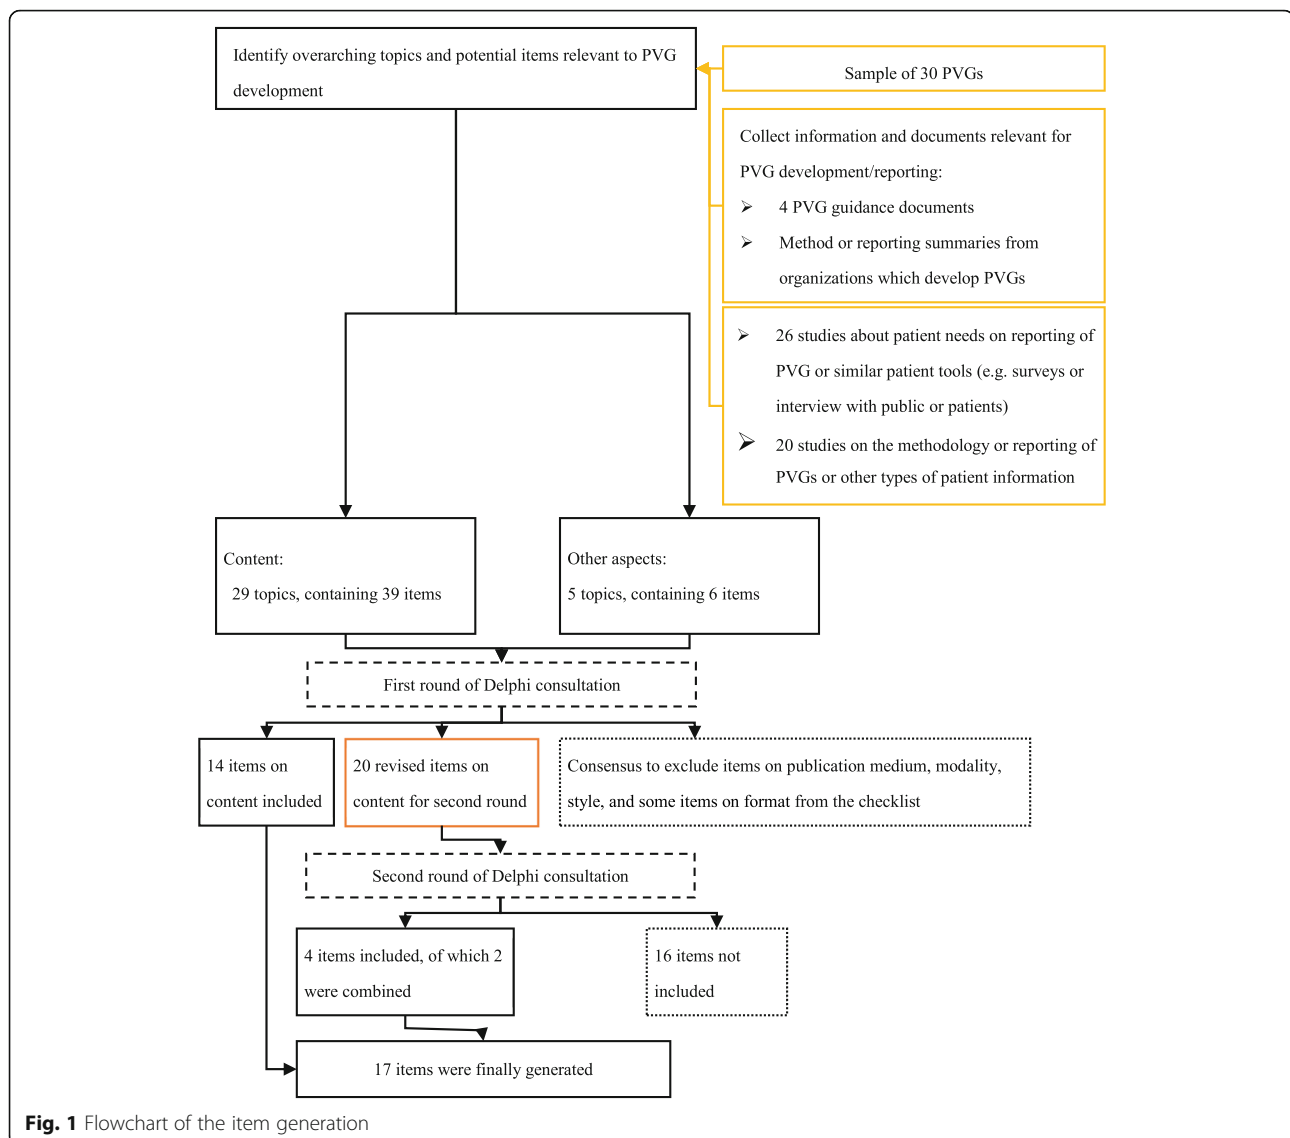 Identify overarching topics and potential items relevant to PVG
development
Sample of 30 PVGs
Collect information and documents relevant for
PVG development/reporting:
➢ 4 PVG guidance documents
➢ Method or reporting summaries from
organizations which develop PVGs
➢ 26 studies about patient needs on reporting of
PVG or similar patient tools (e.g. surveys or
interview with public or patients)
➢ 20 studies on the methodology or reporting of
PVGs or other types of patient information
Content:
29 topics, containing 39 items
Other aspects:
5 topics, containing 6 items
First round of Delphi consultation
14 items on
content included
20 revised items on
content for second round
Consensus to exclude items on publication medium, modality,
style, and some items on format from the checklist
Second round of Delphi consultation
4 items included, of which 2
were combined
16 items not
included
17 items were finally generated
Fig. 1 Flowchart of the item generation